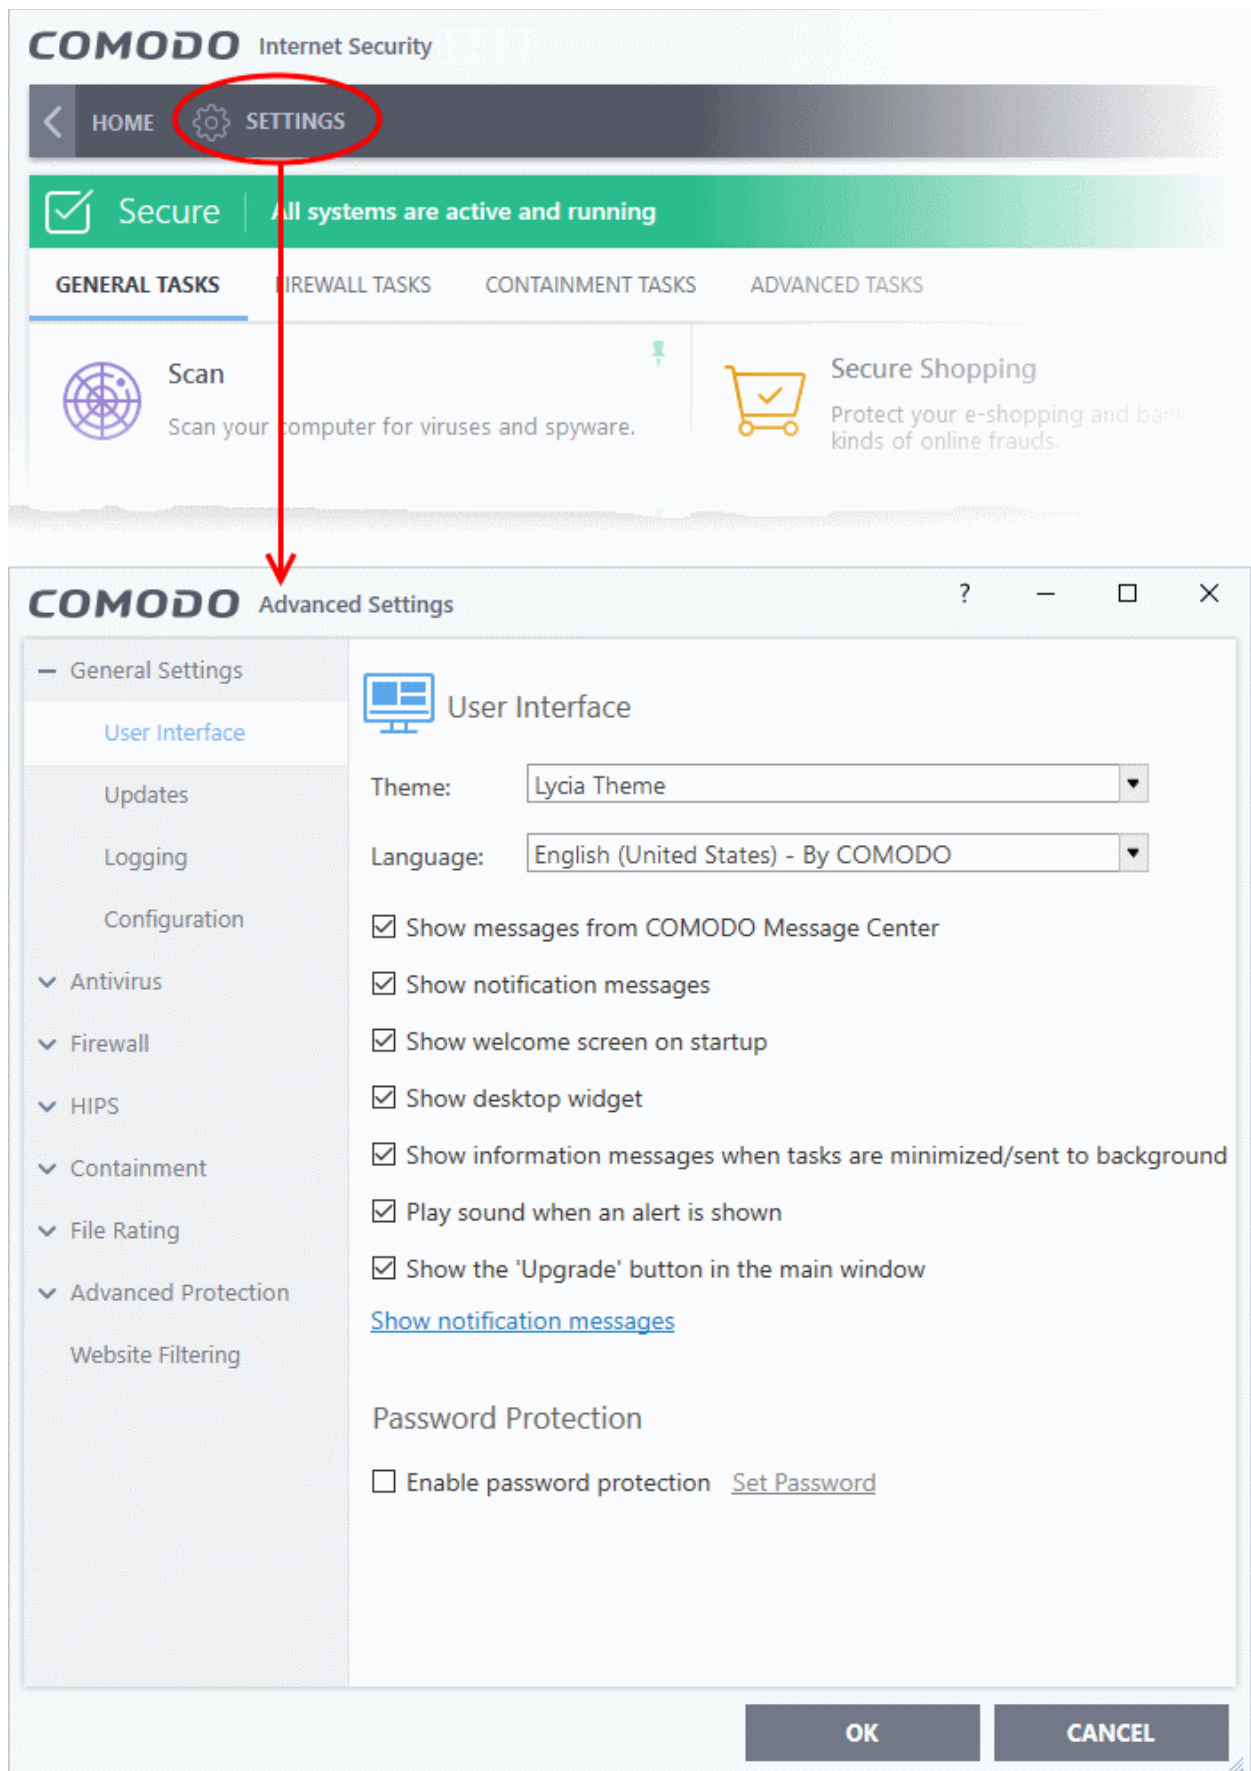 COMODO Internet Security
HOME SETTINGS
Secure All systems are active and running
GENERAL TASKS FIREWALL TASKS CONTAINMENT TASKS ADVANCED TASKS
Scan
Scan your computer for viruses and spyware.
Secure Shopping
Protect your e-shopping and
kinds of online frauds.
COMODO Advanced Settings ?
General Settings
User Interface
Updates
Logging
Configuration
Antivirus
Firewall
HIPS
Containment
File Rating
Advanced Protection
Website Filtering
User Interface
Theme: Lycia Theme
Language: English (United States) - By COMODO
Show messages from COMODO Message Center
Show notification messages
Show welcome screen on startup
Show desktop widget
Show information messages when tasks are minimized/sent to background
Play sound when an alert is shown
Show the 'Upgrade' button in the main window
Show notification messages
Password Protection
Enable password protection Set Password
OK CANCEL